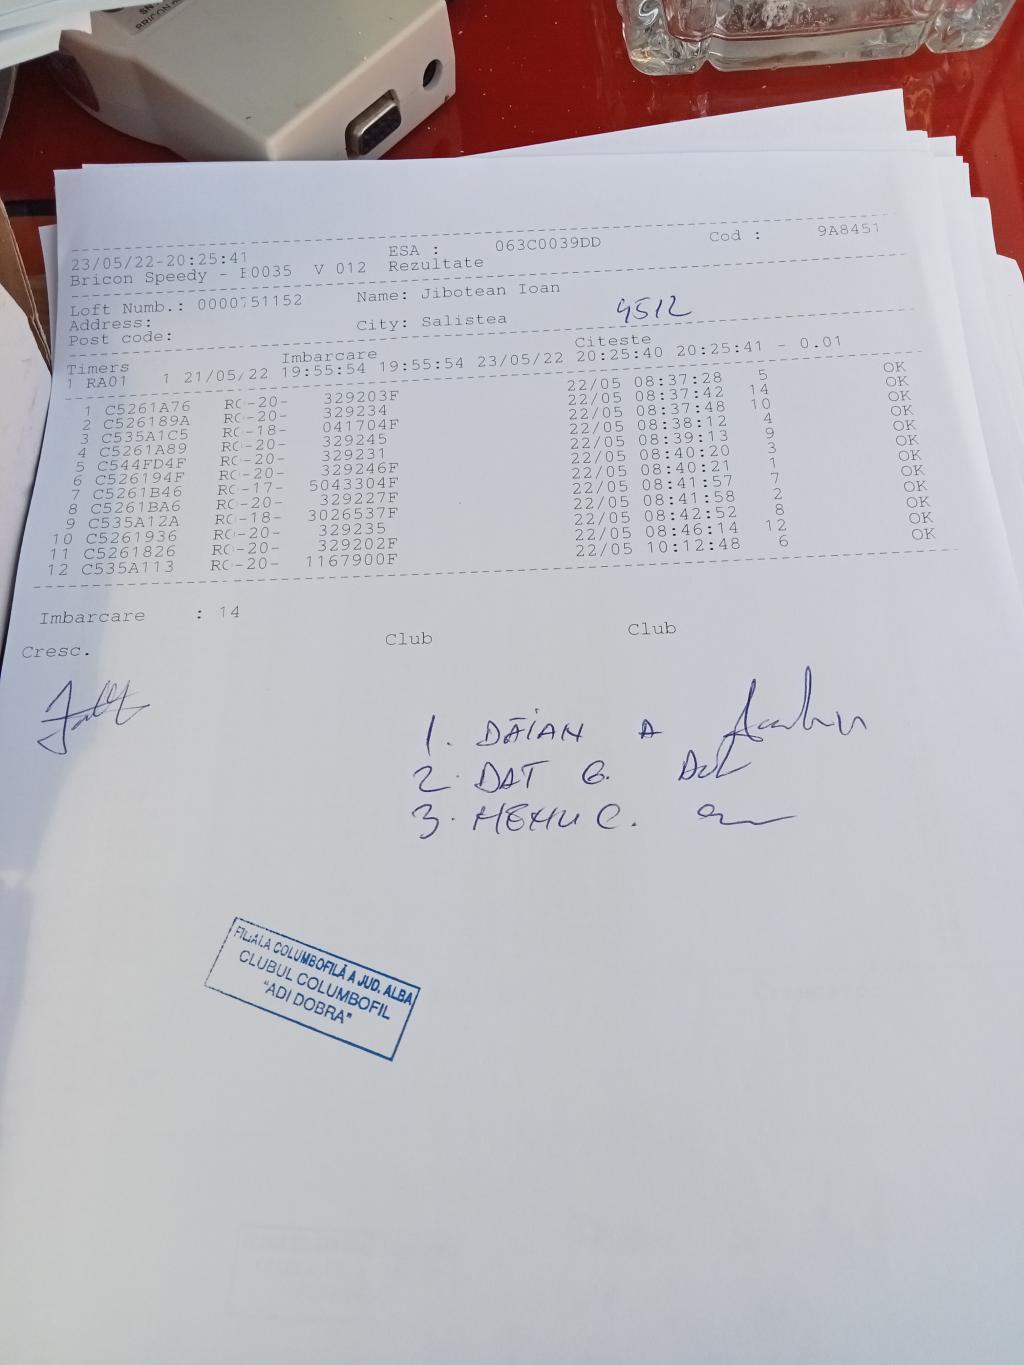 SN
BRICON
23/05/22-20:25:41 ESA : 063C0039DD Cod : 9A8451
Bricon Speedy - E0035 V 012 Rezultate
Loft Numb.: 0000751152 Name: Jibotean Ioan
Address: 4512
Post code: City: Salistea
Timers Imbarcare Citeste
1 RA01 1 21/05/22 19:55:54 19:55:54 23/05/22 20:25:40 20:25:41 - 0.01
1 C5261A76 RO-20- 329203F 22/05 08:37:28 5 OK
2 C526189A RO-20- 329234 22/05 08:37:42 14 OK
3 C535A1C5 RO-18- 041704F 22/05 08:37:48 10 OK
4 C5261A89 RO-20- 329245 22/05 08:38:12 4 OK
5 C544FD4F RO-20- 329231 22/05 08:39:13 9 OK
6 C526194F RO-20- 329246F 22/05 08:40:20 3 OK
7 C5261B46 RO-17- 5043304F 22/05 08:40:21 1 OK
8 C5261BA6 RO-20- 329227F 22/05 08:41:57 7 OK
9 C535A12A RO-18- 3026537F 22/05 08:41:58 2 OK
10 C5261936 RO-20- 329235 22/05 08:42:52 8 OK
11 C5261826 RO-20- 329202F 22/05 08:46:14 12 OK
12 C535A113 RO-20- 1167900F 22/05 10:12:48 6 OK
Imbarcare : 14
Cresc. Club Club
1. DĂIAN A
2. DAT G.
3. C.
FILIALA COLUMBOFILĂ A JUD. ALBA
CLUBUL COLUMBOFIL
"ADI DOBRA"